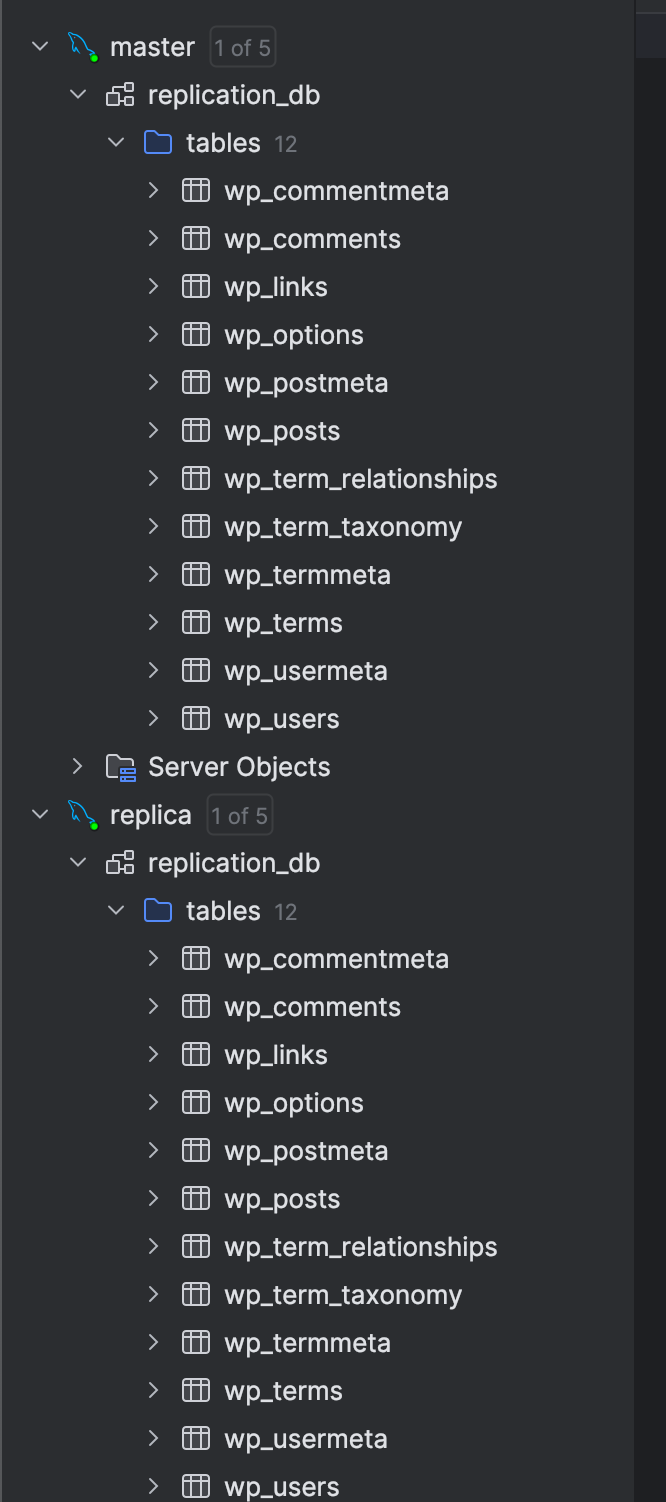 master 1 of 5
replication_db
tables 12
wp_commentmeta
wp_comments
wp_links
wp_options
wp_postmeta
wp_posts
wp_term_relationships
wp_term_taxonomy
wp_termmeta
wp_terms
wp_usermeta
wp_users
Server Objects
replica 1 of 5
replication_db
tables 12
wp_commentmeta
wp_comments
wp_links
wp_options
wp_postmeta
wp_posts
wp_term_relationships
wp_term_taxonomy
wp_termmeta
wp_terms
wp_usermeta
wp_users